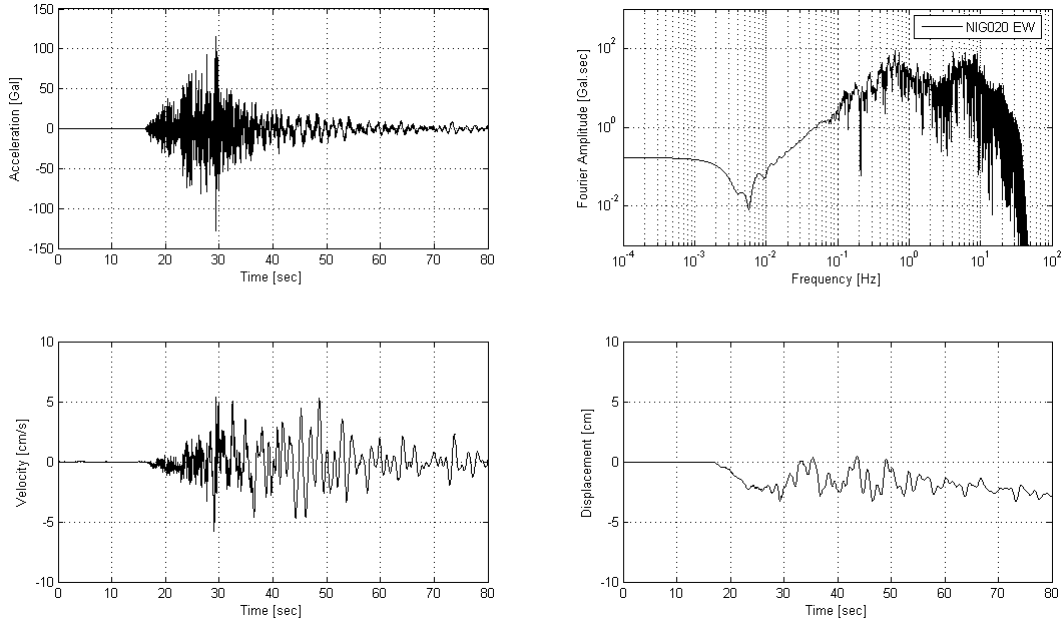 150
100
50
0
-50
-100
-150
Acceleration [Gal]
0 10 20 30 40 50 60 70 80
Time [sec]
NIG020 EW
10^2
10^0
10^-2
Fourier Amplitude [Gal.sec]
10^-4 10^-3 10^-2 10^-1 10^0 10^1 10^2
Frequency [Hz]
10
5
0
-5
-10
Velocity [cm/s]
0 10 20 30 40 50 60 70 80
Time [sec]
10
5
0
-5
-10
Displacement [cm]
0 10 20 30 40 50 60 70 80
Time [sec]